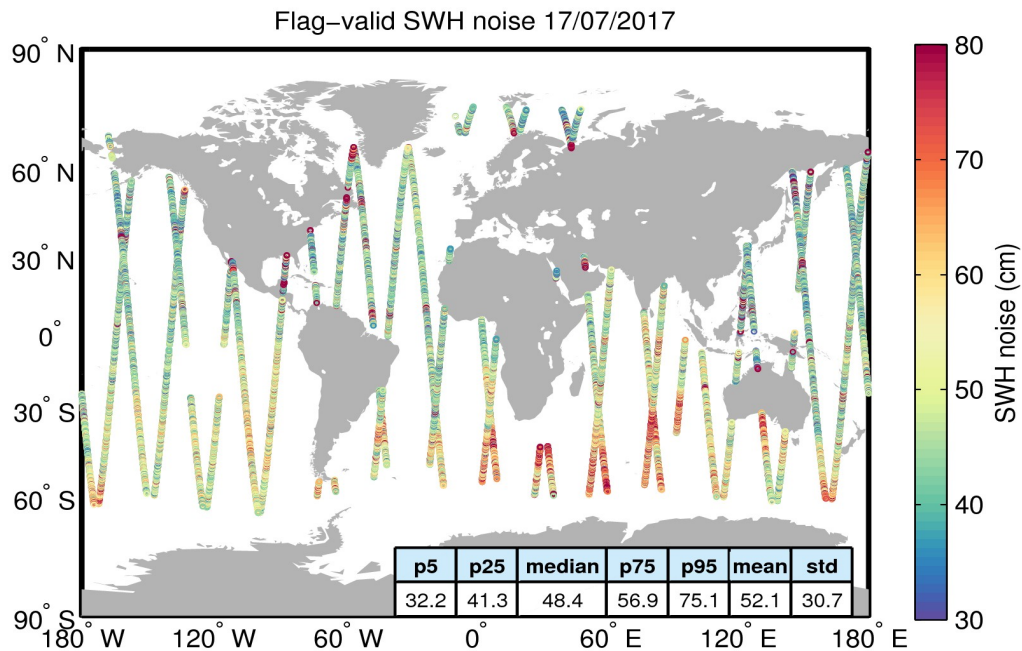 Flag−valid SWH noise 17/07/2017
90° N
60° N
30° N
0°
30° S
60° S
90° S
180° W
120° W
60° W
0°
60° E
120° E
180° E
p5 p25 median p75 p95 mean std
32.2 41.3 48.4 56.9 75.1 52.1 30.7
80
70
60
50
40
30
SWH noise (cm)